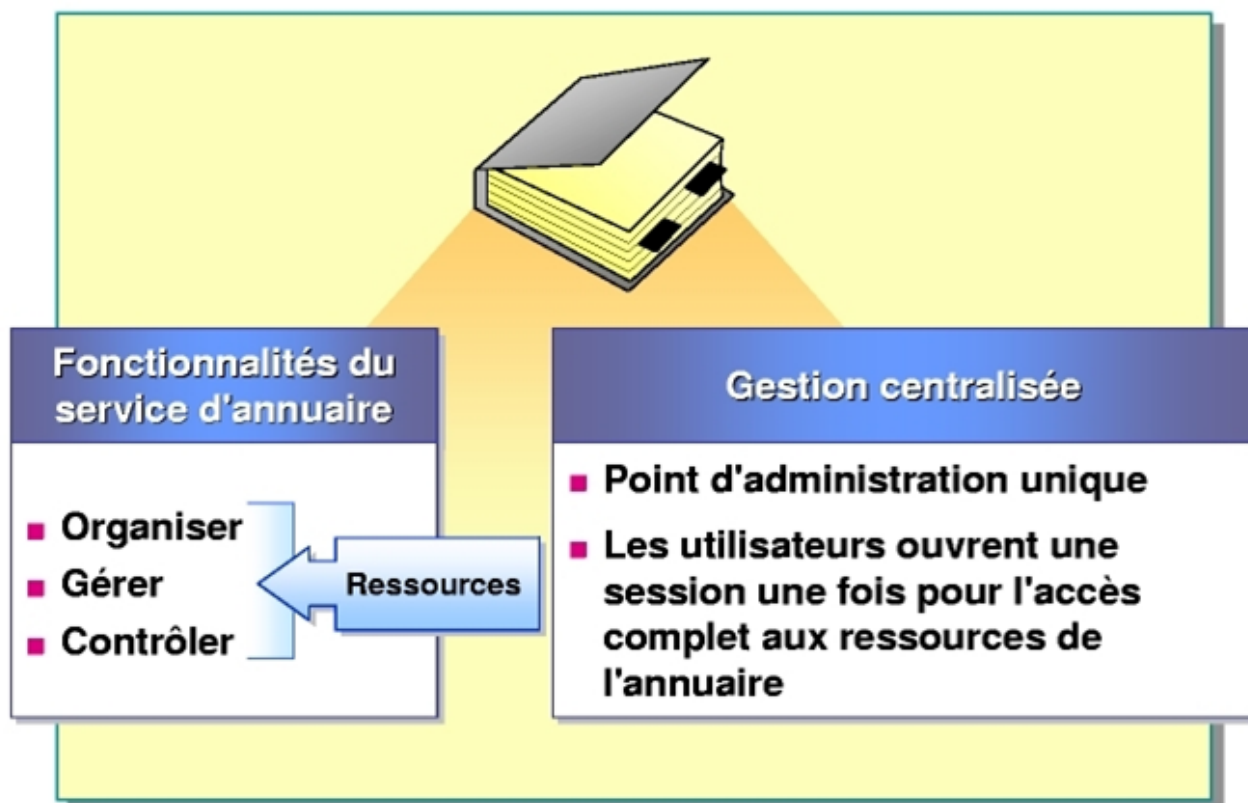 Fonctionnalités du
service d'annuaire
Organiser
Gérer
Contrôler
Ressources
Gestion centralisée
Point d'administration unique
Les utilisateurs ouvrent une
session une fois pour l'accès
complet aux ressources de
l'annuaire